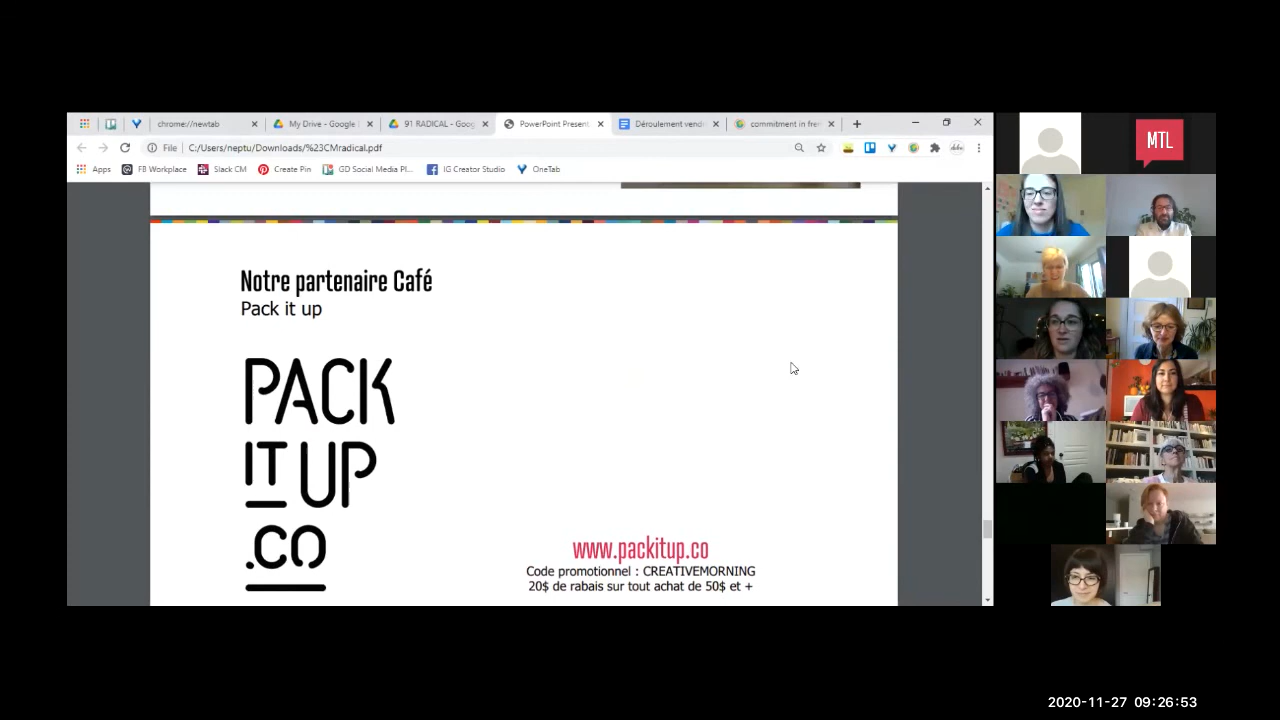 chrome://newtab
My Drive - Google
91 RADICAL - Goog
PowerPoint Present
Déroulement vend
commitment in fren
File
C:/Users/neptu/Downloads/%23CMradical.pdf
Apps
FB Workplace
Slack CM
Create Pin
GD Social Media Pl...
IG Creator Studio
OneTab
MTL
Notre partenaire Café
Pack it up
PACK
IT UP
.CO
www.packitup.co
Code promotionnel : CREATIVEMORNING
20$ de rabais sur tout achat de 50$ et +
2020-11-27 09:26:53